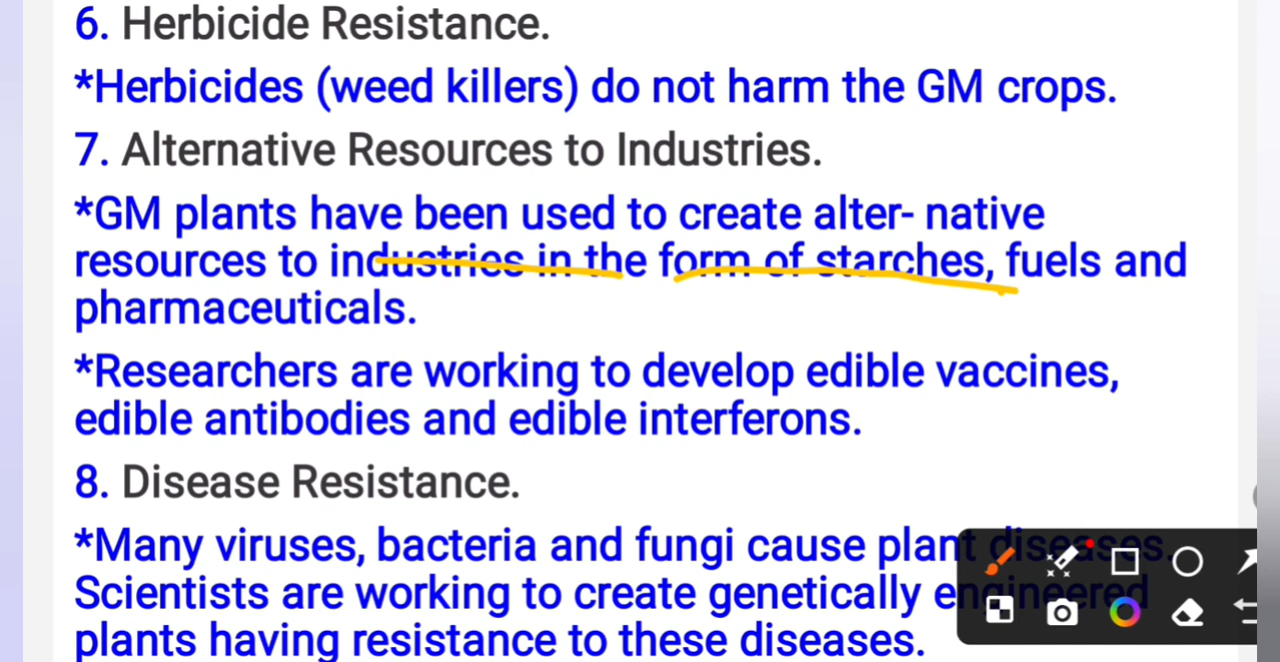 6. Herbicide Resistance.
*Herbicides (weed killers) do not harm the GM crops.
7. Alternative Resources to Industries.
*GM plants have been used to create alter- native
resources to industries in the form of starches, fuels and
pharmaceuticals.
*Researchers are working to develop edible vaccines,
edible antibodies and edible interferons.
8. Disease Resistance.
*Many viruses, bacteria and fungi cause plant diseases.
Scientists are working to create genetically engineered
plants having resistance to these diseases.